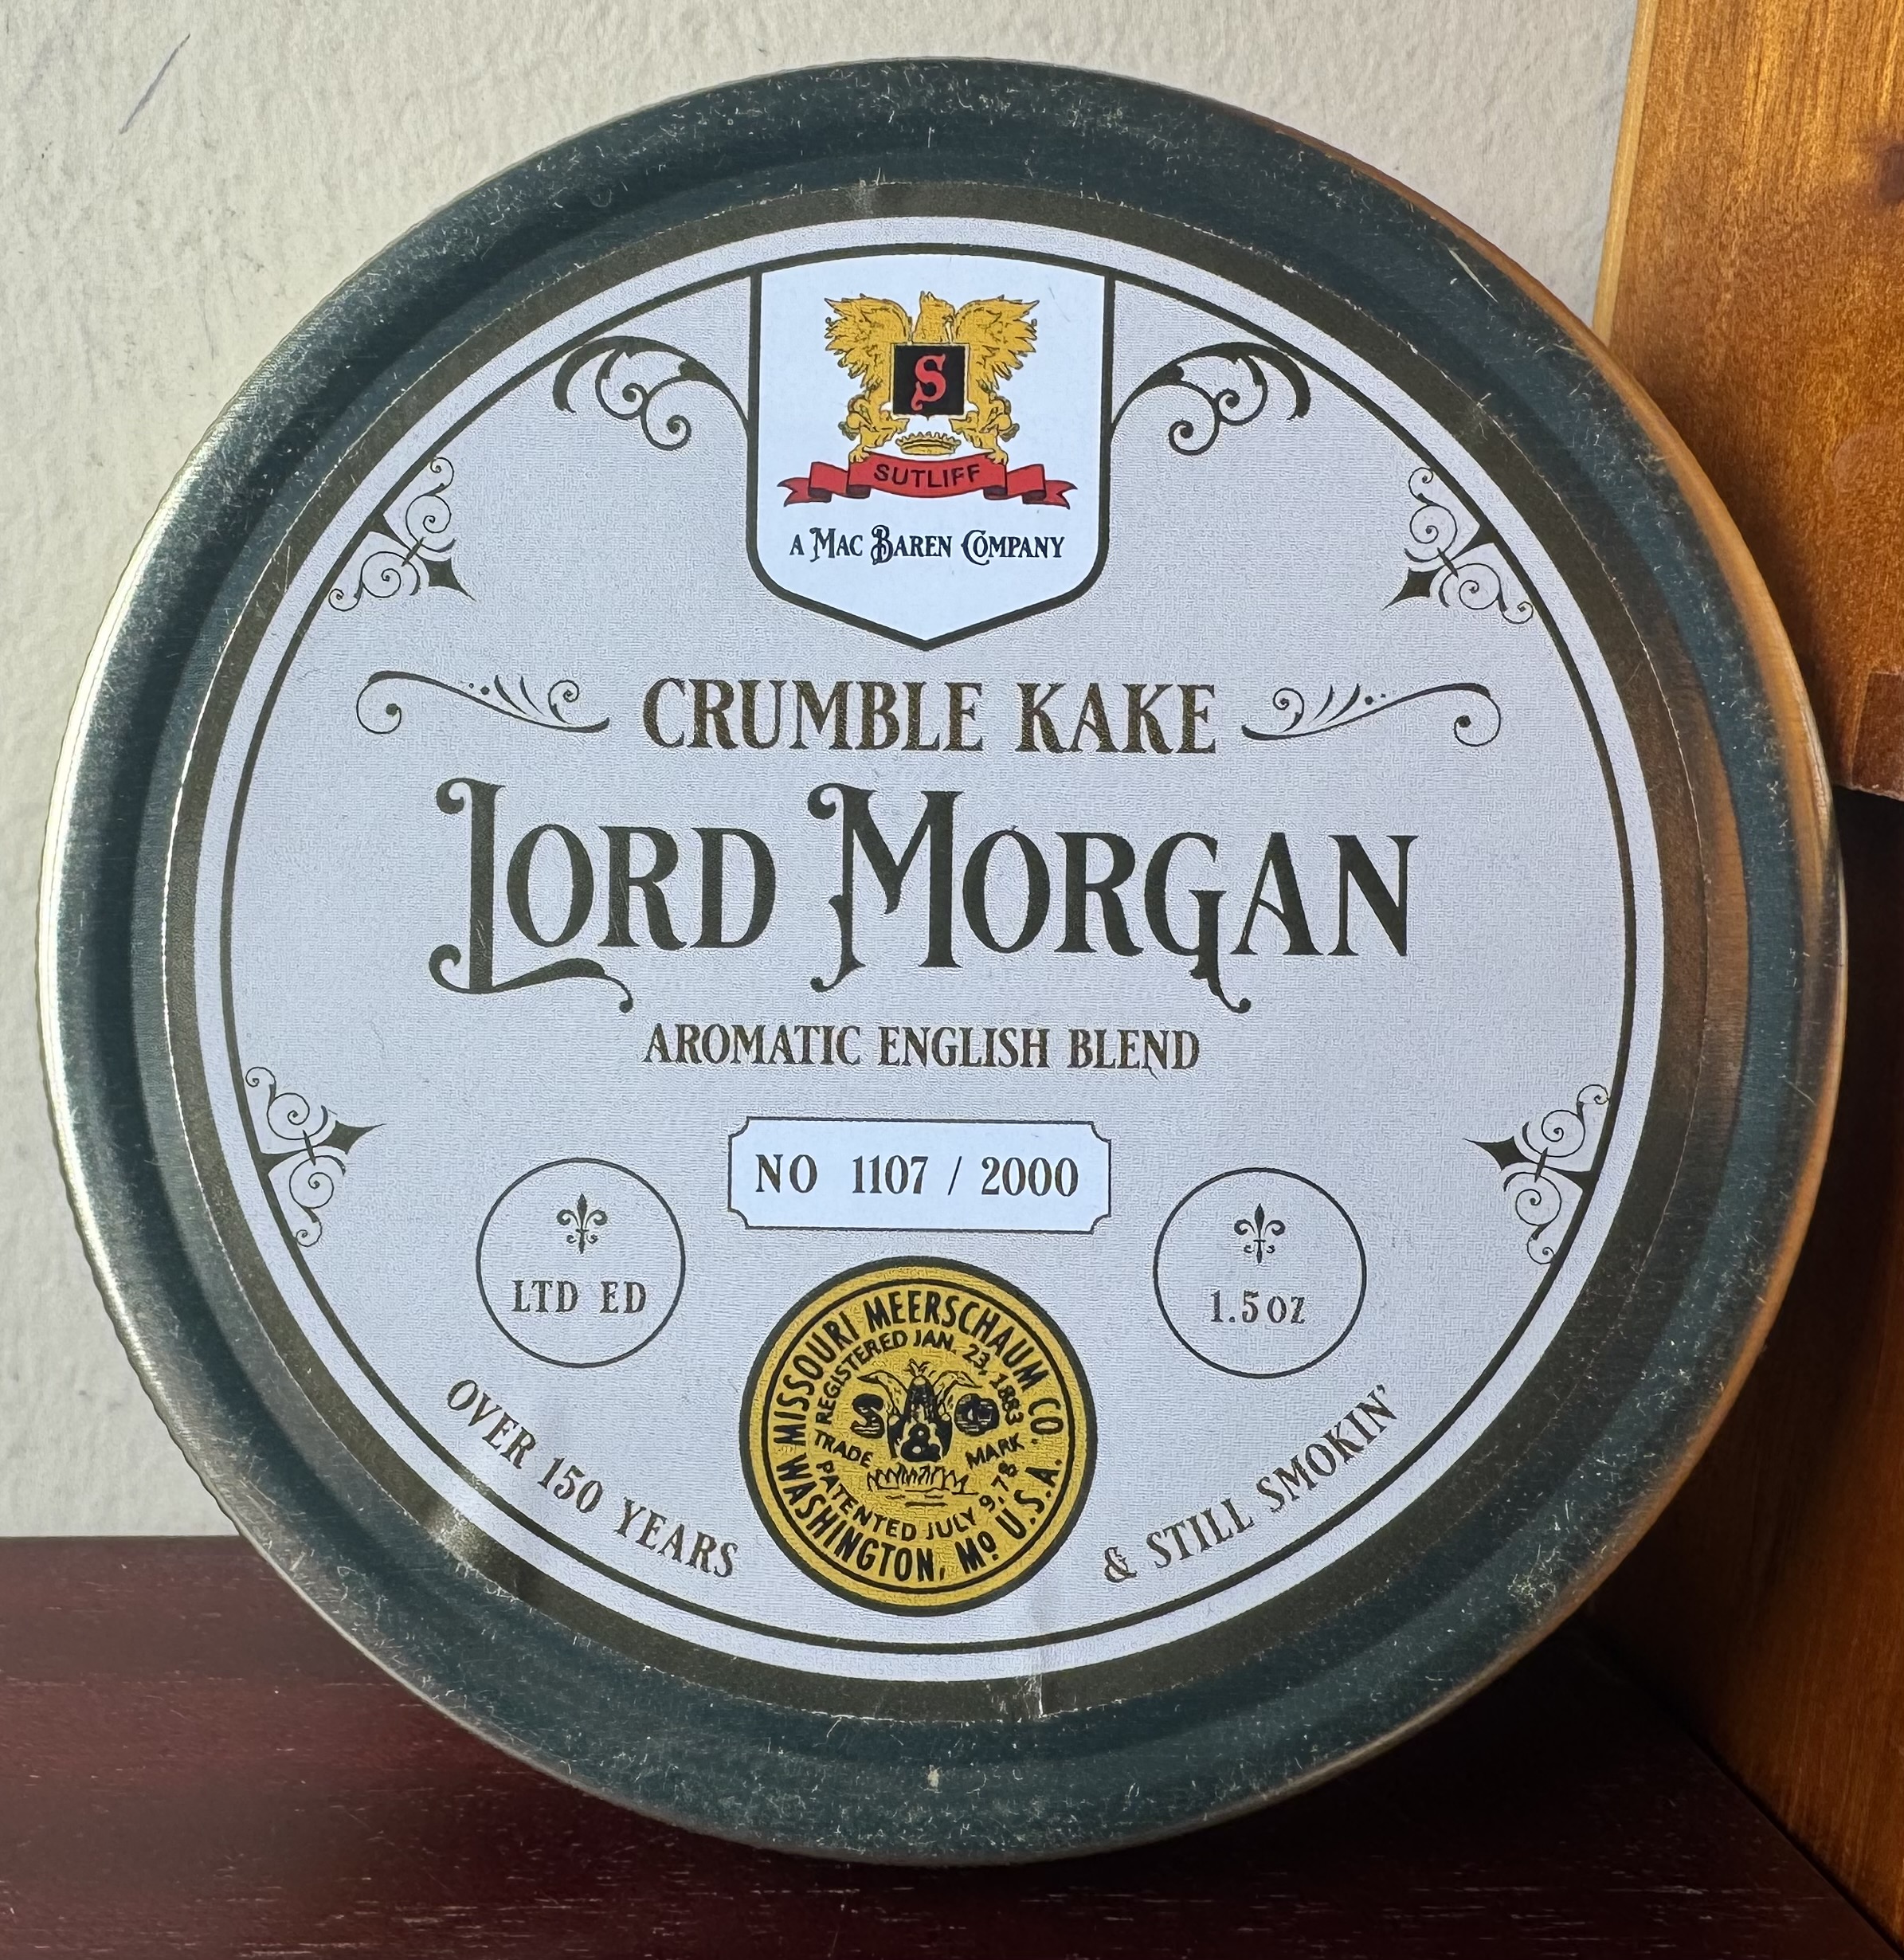 S
SUTLIFF
A MAC BAREN COMPANY
CRUMBLE KAKE
LORD MORGAN
AROMATIC ENGLISH BLEND
NO 1107 / 2000
LTD ED
1.5 OZ
MISSOURI MEERSCHAUM CO.
REGISTERED JAN. 23, 1883
S & CO
TRADE MARK
PATENTED JULY 9, 78
WASHINGTON, Mo U.S.A.
OVER 150 YEARS
& STILL SMOKIN'